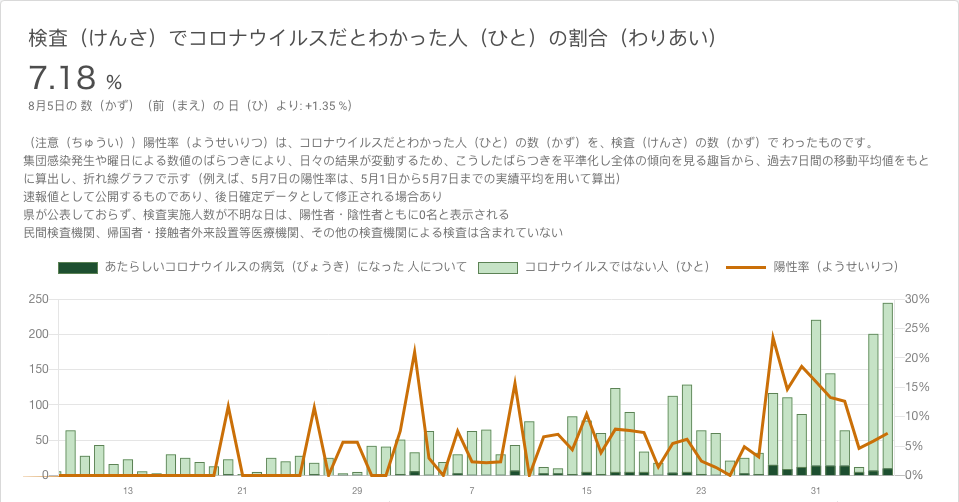 検査（けんさ）でコロナウイルスだとわかった人（ひと）の割合（わりあい）
7.18 %
8月5日の 数（かず）（前（まえ）の 日（ひ）より: +1.35 %）
（注意（ちゅうい））陽性率（ようせいりつ）は、コロナウイルスだとわかった人（ひと）の数（かず）を、検査（けんさ）の数（かず）で わったものです。
集団感染発生や曜日による数値のばらつきにより、日々の結果が変動するため、こうしたばらつきを平準化し全体の傾向を見る趣旨から、過去7日間の移動平均値をもと
に算出し、折れ線グラフで示す（例えば、5月7日の陽性率は、5月1日から5月7日までの実績平均を用いて算出）
速報値として公開するものであり、後日確定データとして修正される場合あり
県が公表しておらず、検査実施人数が不明な日は、陽性者・陰性者ともに0名と表示される
民間検査機関、帰国者・接触者外来設置等医療機関、その他の検査機関による検査は含まれていない
あたらしいコロナウイルスの病気（びょうき）になった 人について コロナウイルスではない人（ひと） 陽性率（ようせいりつ）
250 30%
25%
200
20%
150
15%
100
10%
50
5%
0 0%
13 21 29 7 15 23 31